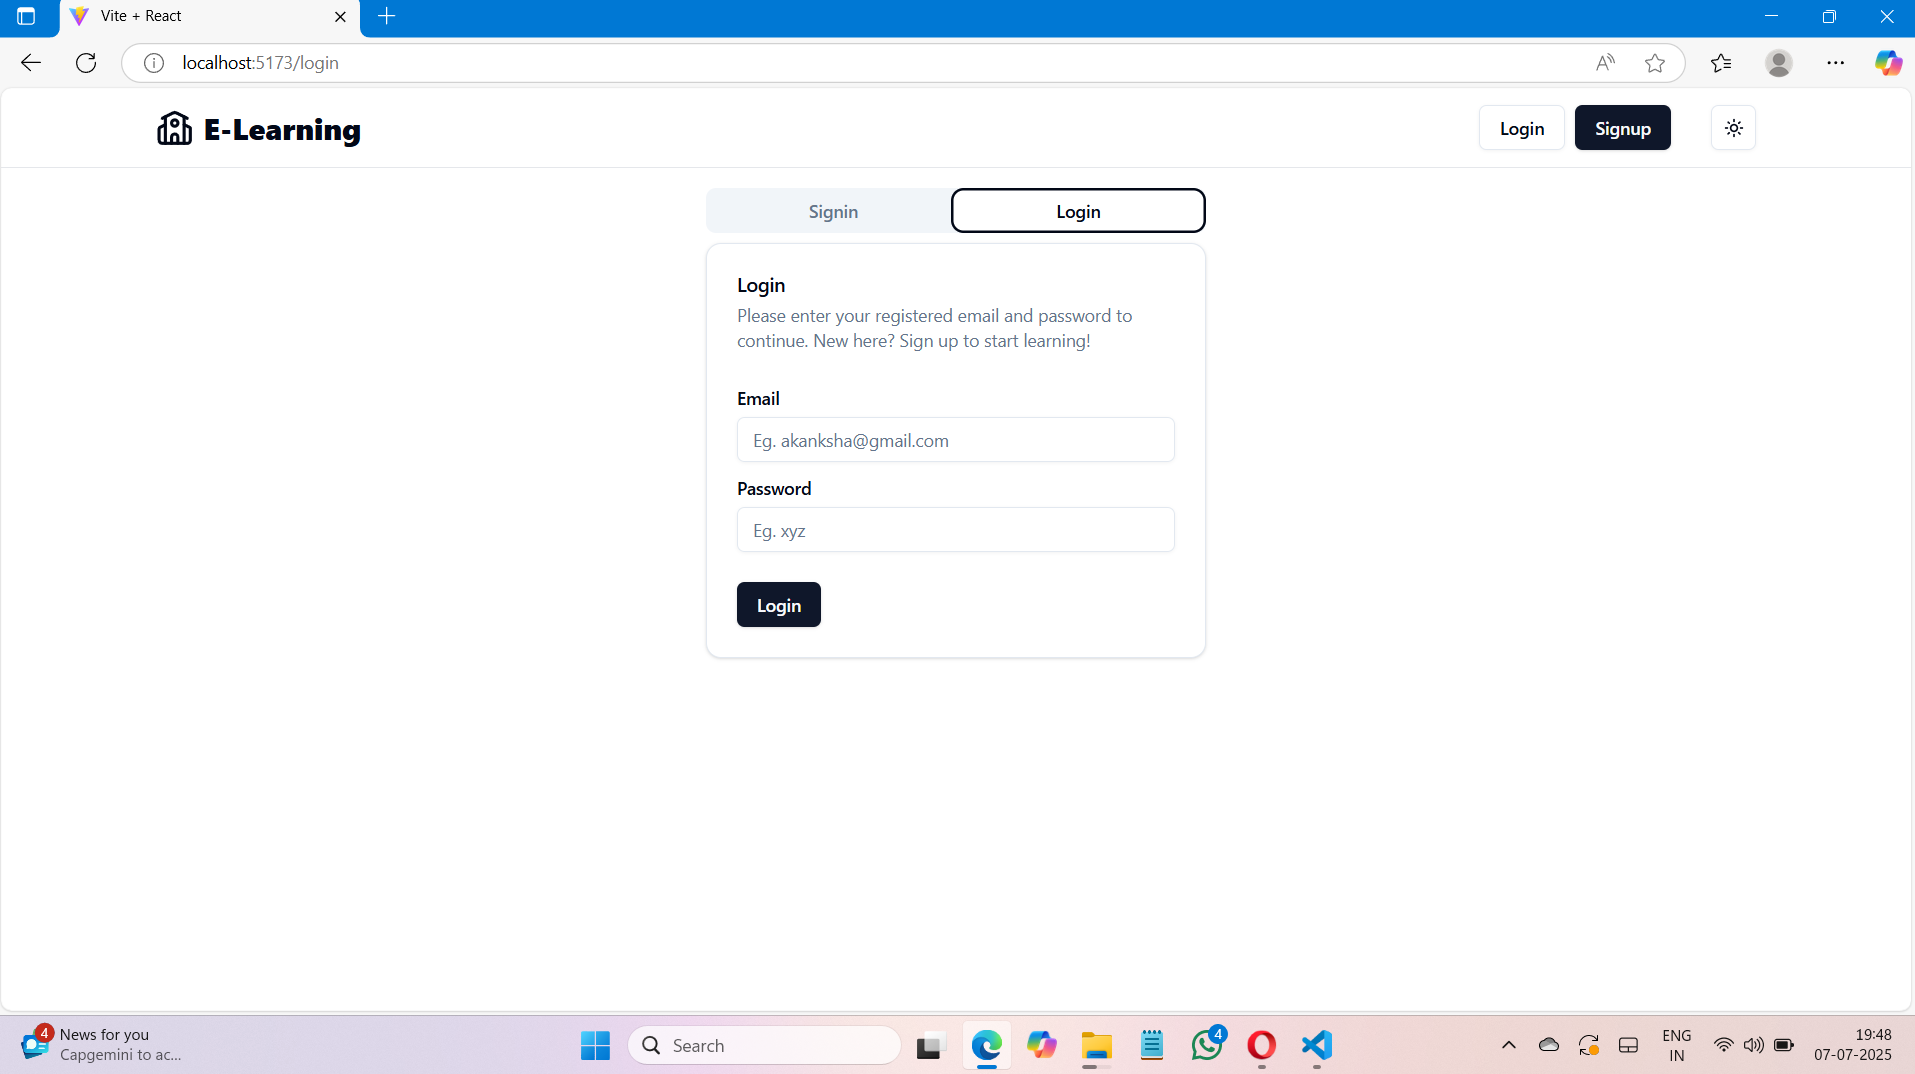 Vite + React
localhost:5173/login
E-Learning
Login
Signup
Signin
Login
Login
Please enter your registered email and password to
continue. New here? Sign up to start learning!
Email
Eg. akanksha@gmail.com
Password
Eg. xyz
Login
4
News for you
Capgemini to ac...
Search
4
ENG
IN
19:48
07-07-2025